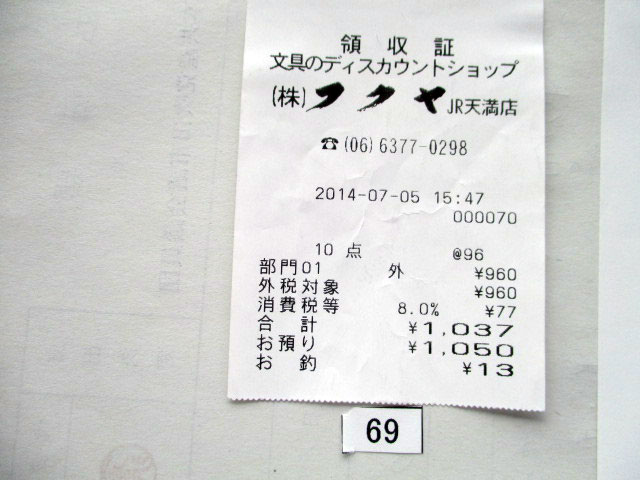 領収証
文具のディスカウントショップ
(株)フクヤ JR天満店
☎(06)6377-0298
2014-07-05 15:47
000070
10点 @96
部門01 外 ¥960
外税対象 ¥960
消費税等 8.0% ¥77
合計 ¥1,037
お預り ¥1,050
お釣 ¥13
69